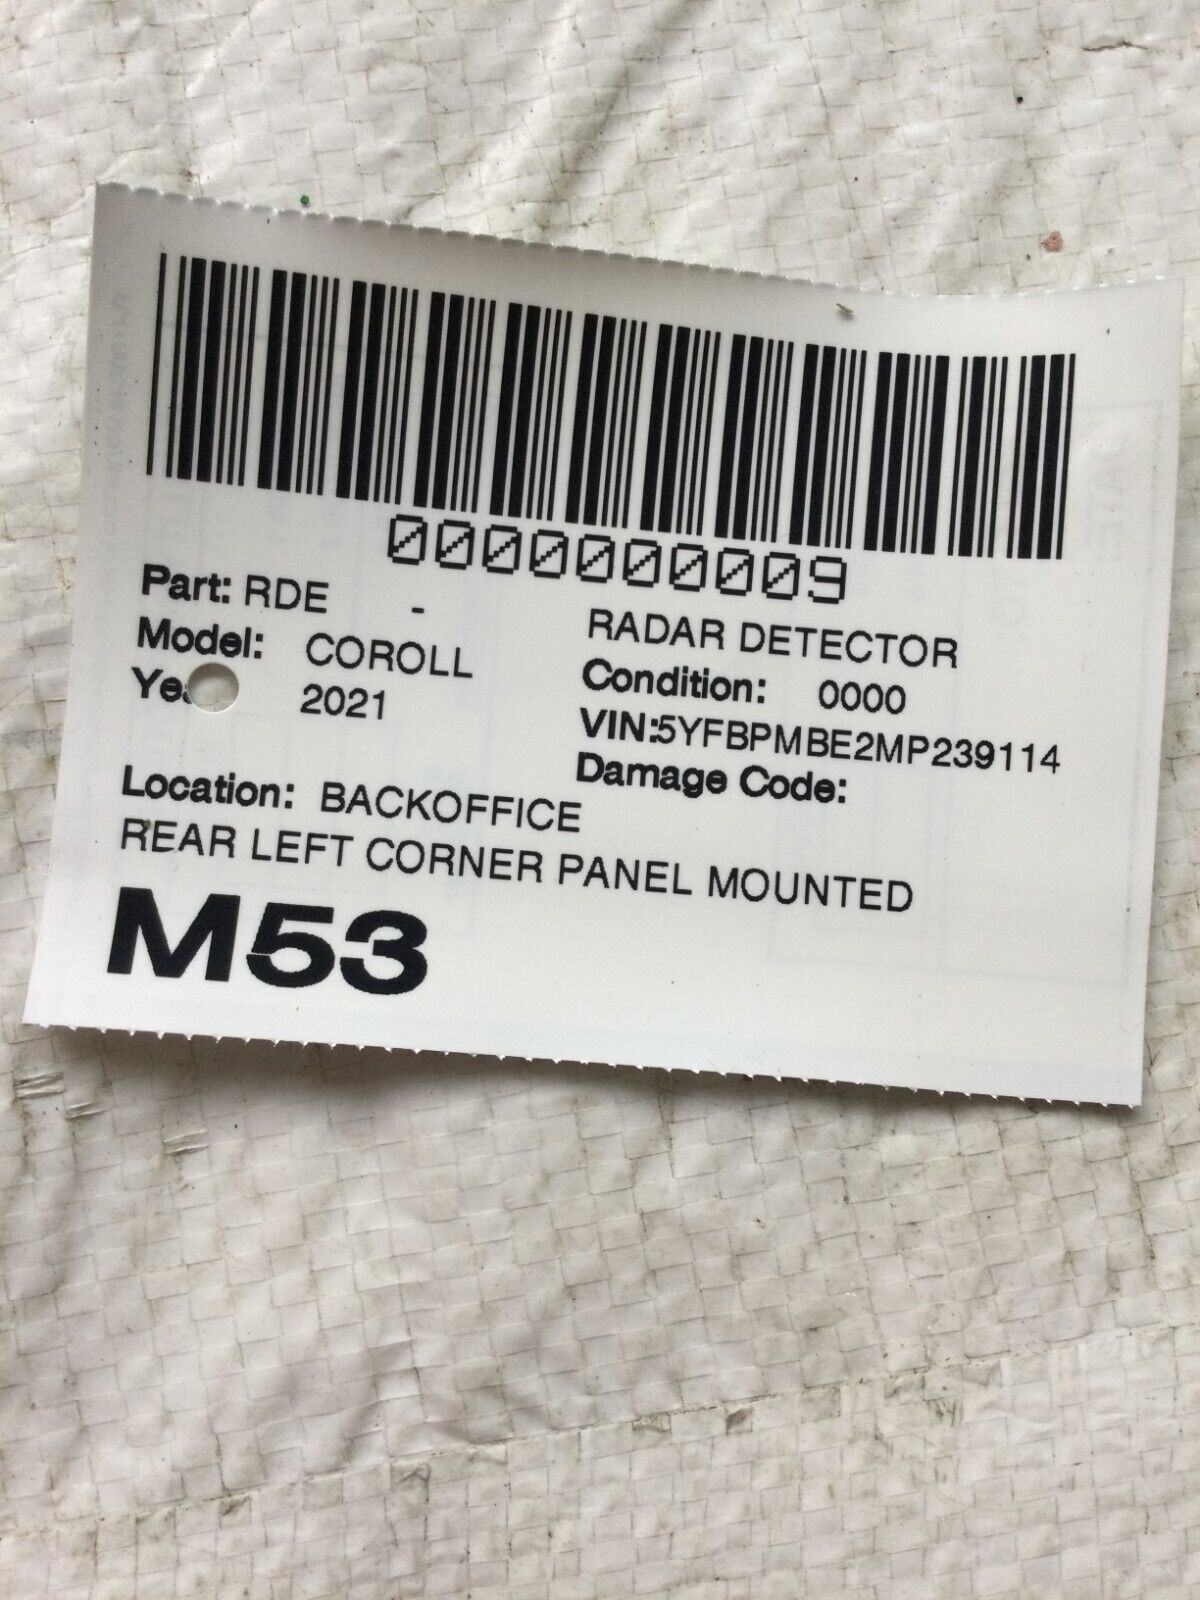 0000000009
Part: RDE - RADAR DETECTOR
Model: COROLL Condition: 0000
2021 VIN:5YFBPMBE2MP239114
Damage Code:
Location: BACKOFFICE
REAR LEFT CORNER PANEL MOUNTED
M53